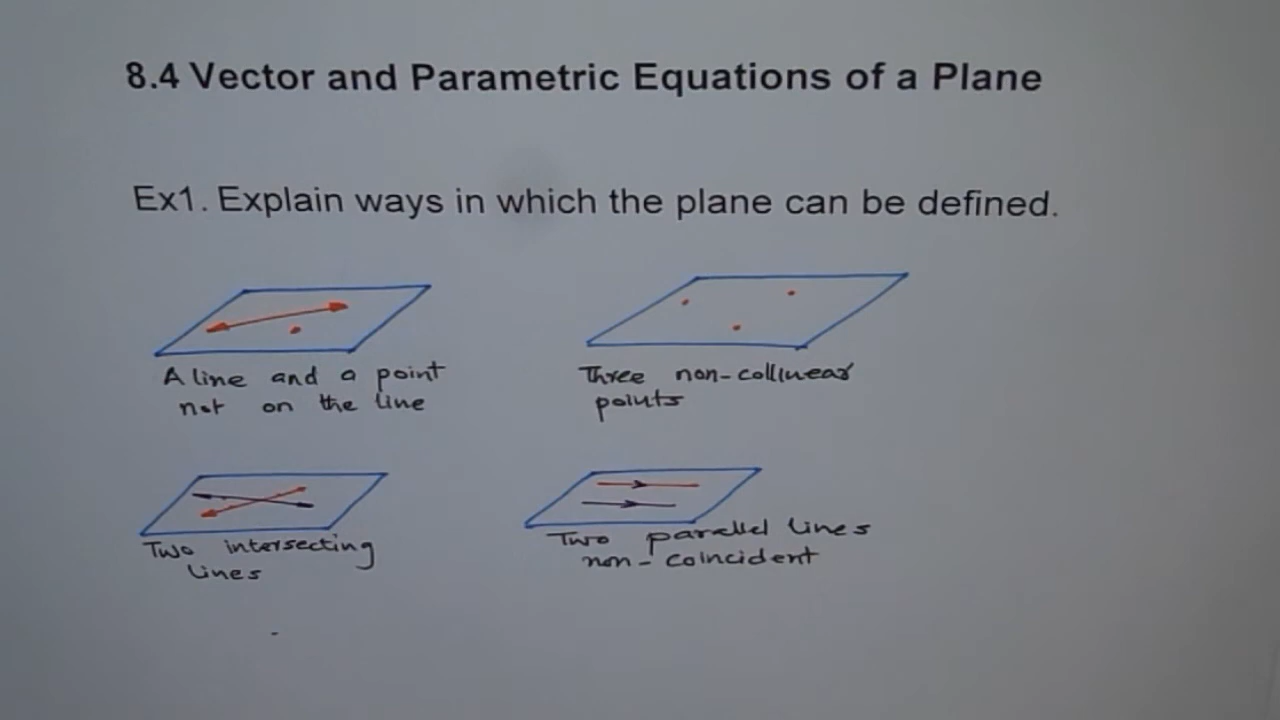 8.4 Vector and Parametric Equations of a Plane
Ex1. Explain ways in which the plane can be defined.
A line and a point
not on the line
Three non-collinear
points
Two intersecting
lines
Two parallel lines
non-coincident